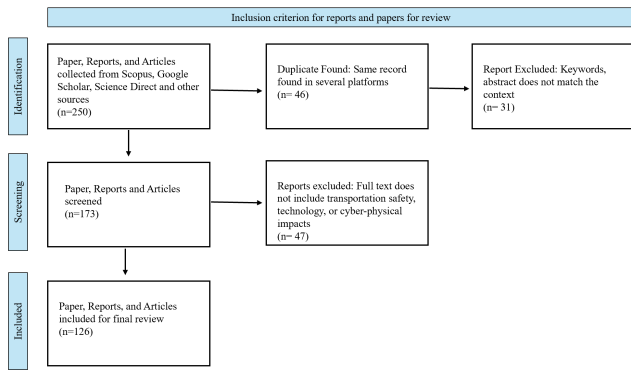 Inclusion criterion for reports and papers for review
Identification
Paper, Reports, and Articles
collected from Scopus, Google
Scholar, Science Direct and other
sources
(n=250)
Duplicate Found: Same record
found in several platforms
(n= 46)
Report Excluded: Keywords,
abstract does not match the
context
(n= 31)
Screening
Paper, Reports and Articles
screened
(n=173)
Reports excluded: Full text does
not include transportation safety,
technology, or cyber-physical
impacts
(n= 47)
Included
Paper, Reports, and Articles
included for final review
(n=126)